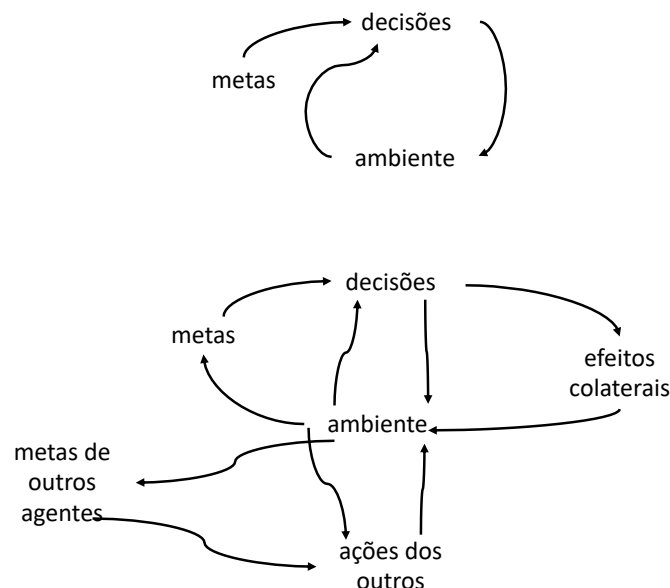 decisões
metas
ambiente
decisões
metas
efeitos
colaterais
ambiente
metas de
outros
agentes
ações dos
outros